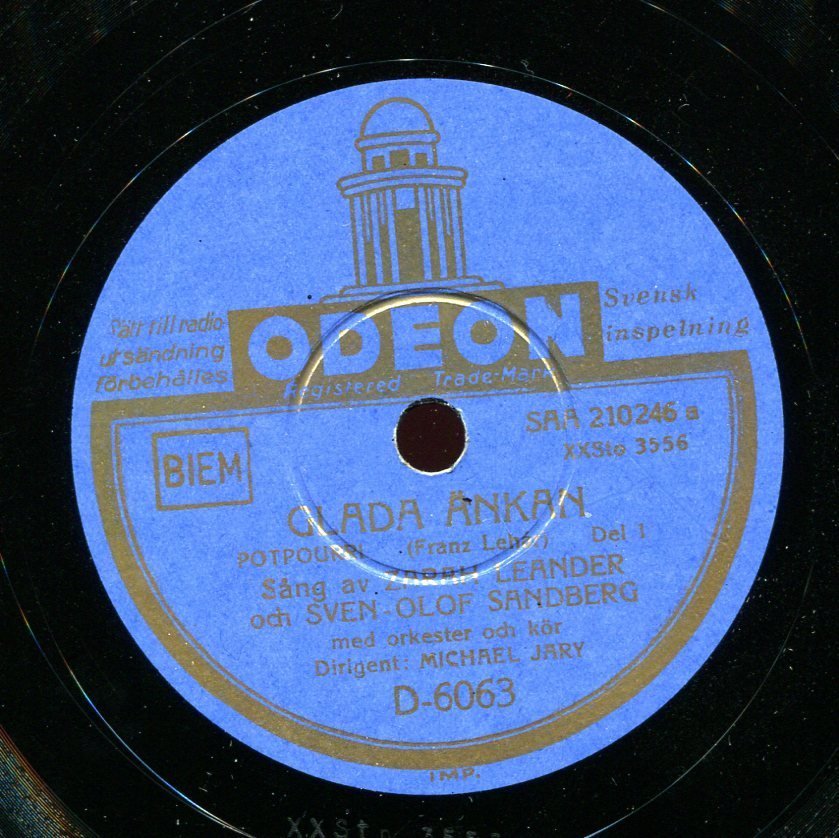 Rätt till radio-
utsändning
förbehålles
ODEON
Registered Trade-Mark
Svensk
inspelning
BIEM
SAA 210246 a
XXSto 3556
GLADA ÄNKAN
POTPOURRI (Franz Lehár) Del 1
Sång av ZARAH LEANDER
och SVEN-OLOF SANDBERG
med orkester och kör
Dirigent: MICHAEL JARY
D-6063
IMP.
XXSto 3556